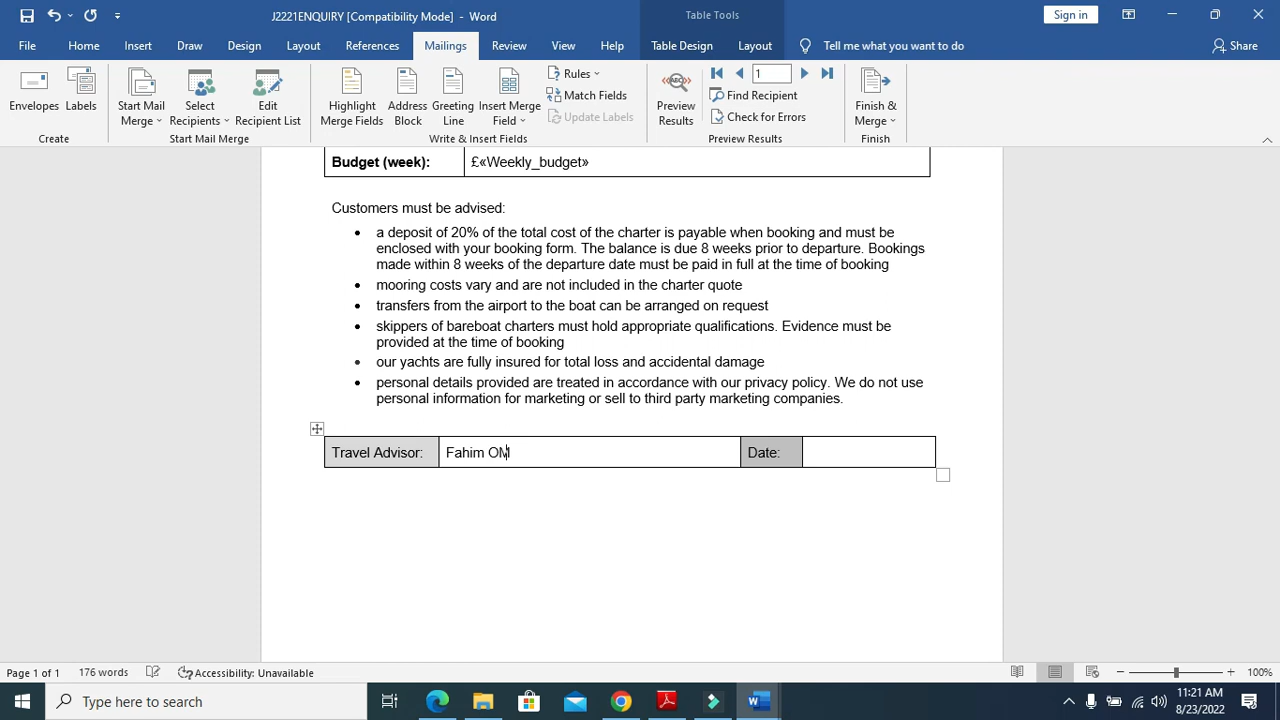 J2221ENQUIRY [Compatibility Mode] - Word
Table Tools
Sign in
File Home Insert Draw Design Layout References Mailings Review View Help Table Design Layout Tell me what you want to do Share
Envelopes Labels
Create
Start Mail Merge Select Recipients Edit Recipient List
Start Mail Merge
Highlight Merge Fields Address Block Greeting Line Insert Merge Field Rules Match Fields Update Labels
Write & Insert Fields
ABC
Preview Results 1 Find Recipient Check for Errors
Preview Results
Finish & Merge
Finish
Budget (week): £«Weekly_budget»
Customers must be advised:
• a deposit of 20% of the total cost of the charter is payable when booking and must be
enclosed with your booking form. The balance is due 8 weeks prior to departure. Bookings
made within 8 weeks of the departure date must be paid in full at the time of booking
• mooring costs vary and are not included in the charter quote
• transfers from the airport to the boat can be arranged on request
• skippers of bareboat charters must hold appropriate qualifications. Evidence must be
provided at the time of booking
• our yachts are fully insured for total loss and accidental damage
• personal details provided are treated in accordance with our privacy policy. We do not use
personal information for marketing or sell to third party marketing companies.
Travel Advisor: Fahim OM Date:
Page 1 of 1 176 words Accessibility: Unavailable 100%
Type here to search
11:21 AM
8/23/2022